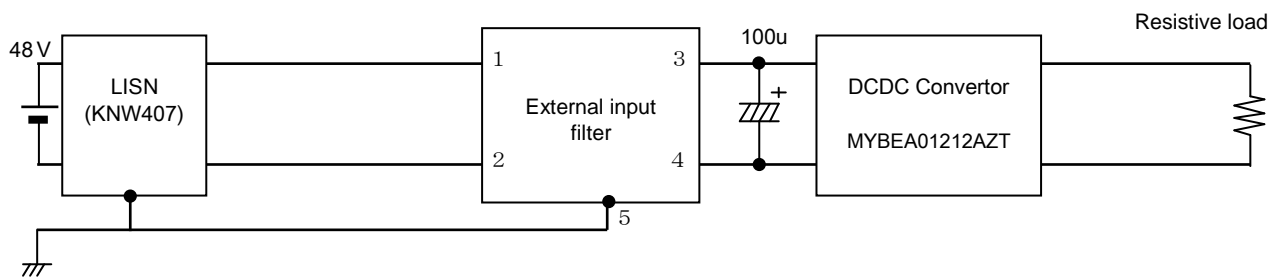 Resistive load
48 V
LISN
(KNW407)
1
2
External input
filter
3
4
5
100u
+
DCDC Convertor
MYBEA01212AZT